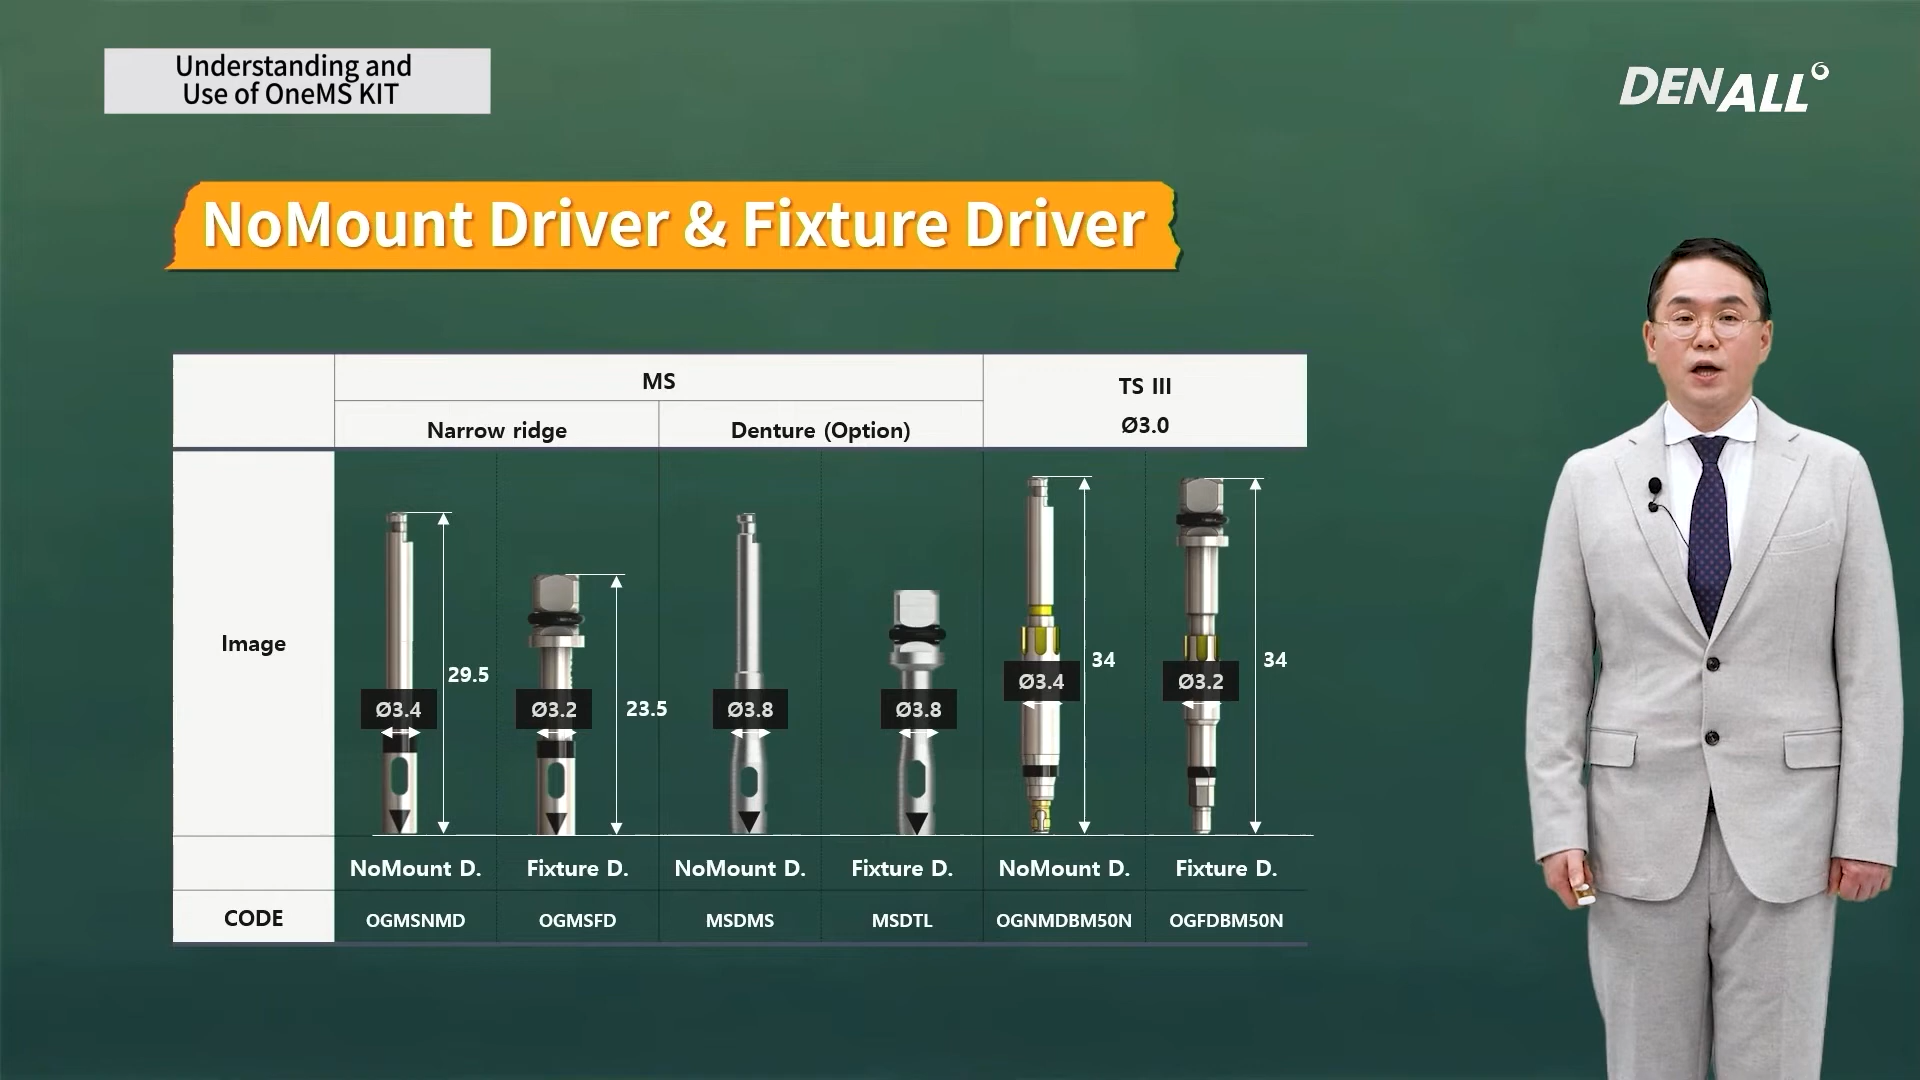 Understanding and
Use of OneMS KIT
DENALL
NoMount Driver & Fixture Driver
MS
TS III
Ø3.0
Narrow ridge
Denture (Option)
Image
29.5
23.5
34
34
Ø3.4
Ø3.2
Ø3.8
Ø3.8
Ø3.4
Ø3.2
NoMount D.
Fixture D.
NoMount D.
Fixture D.
NoMount D.
Fixture D.
CODE
OGMSNMD
OGMSFD
MSDMS
MSDTL
OGNMDBM50N
OGFDBM50N